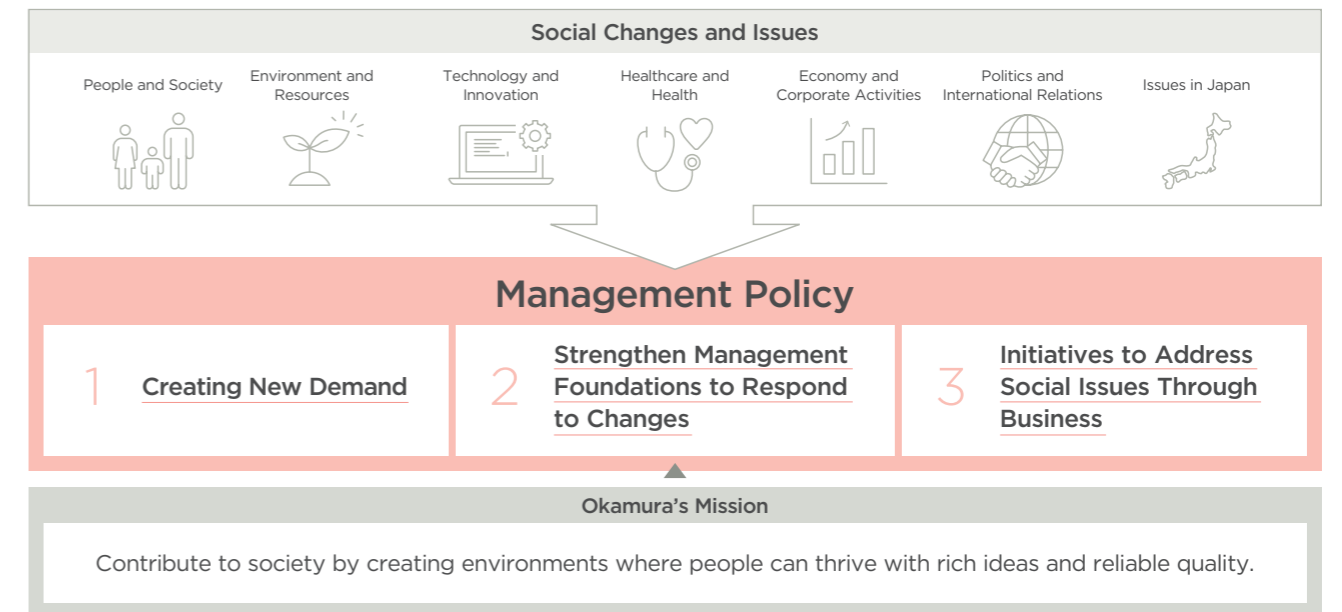 Social Changes and Issues
People and Society
Environment and
Resources
Technology and
Innovation
Healthcare and
Health
Economy and
Corporate Activities
Politics and
International Relations
Issues in Japan
Management Policy
1
Creating New Demand
2
Strengthen Management
Foundations to Respond
to Changes
3
Initiatives to Address
Social Issues Through
Business
Okamura’s Mission
Contribute to society by creating environments where people can thrive with rich ideas and reliable quality.